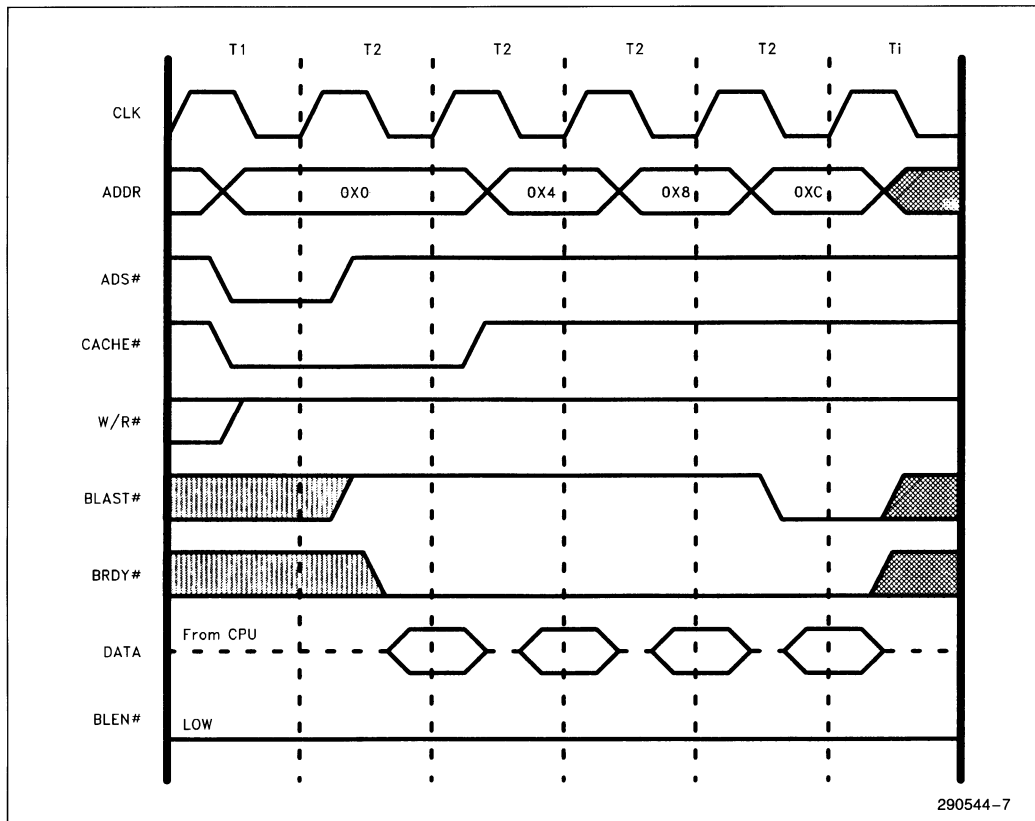 T1 T2 T2 T2 T2 Ti
CLK
ADDR 0X0 0X4 0X8 0XC
ADS#
CACHE#
W/R#
BLAST#
BRDY#
From CPU
DATA
BLEN#
LOW
290544-7